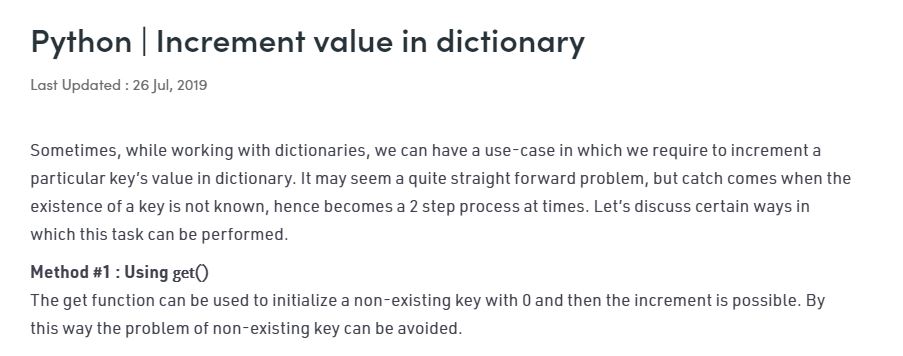 Python | Increment value in dictionary
Last Updated : 26 Jul, 2019
Sometimes, while working with dictionaries, we can have a use-case in which we require to increment a
particular key’s value in dictionary. It may seem a quite straight forward problem, but catch comes when the
existence of a key is not known, hence becomes a 2 step process at times. Let’s discuss certain ways in
which this task can be performed.
Method #1 : Using get()
The get function can be used to initialize a non-existing key with 0 and then the increment is possible. By
this way the problem of non-existing key can be avoided.